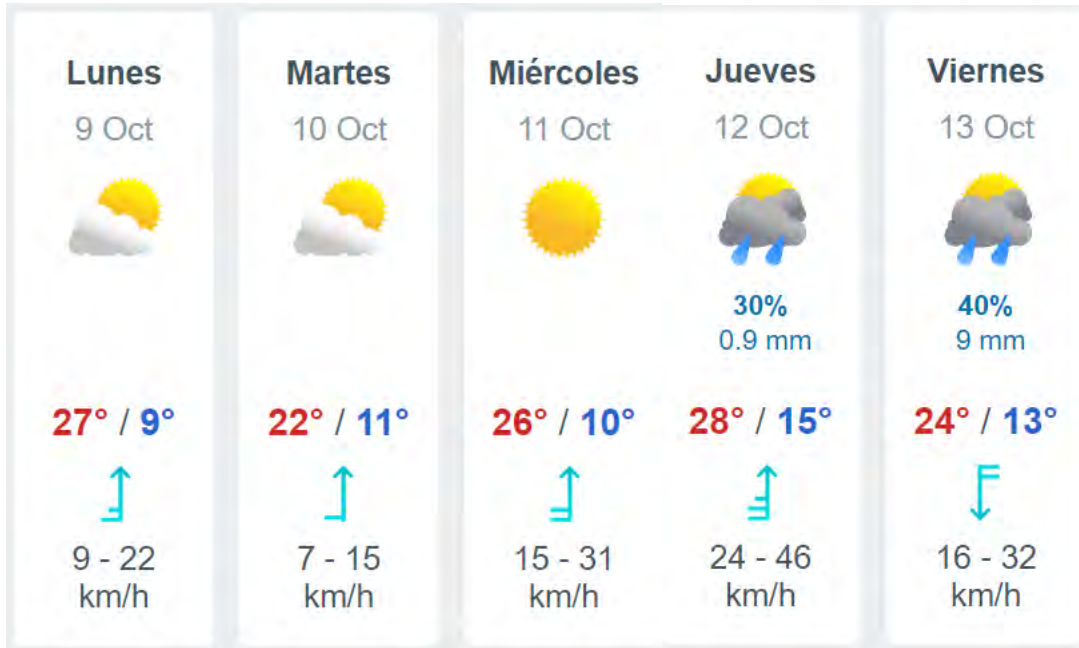 Lunes
9 Oct
27° / 9°
9 - 22
km/h
Martes
10 Oct
22° / 11°
7 - 15
km/h
Miércoles
11 Oct
26° / 10°
15 - 31
km/h
Jueves
12 Oct
30%
0.9 mm
28° / 15°
24 - 46
km/h
Viernes
13 Oct
40%
9 mm
24° / 13°
16 - 32
km/h